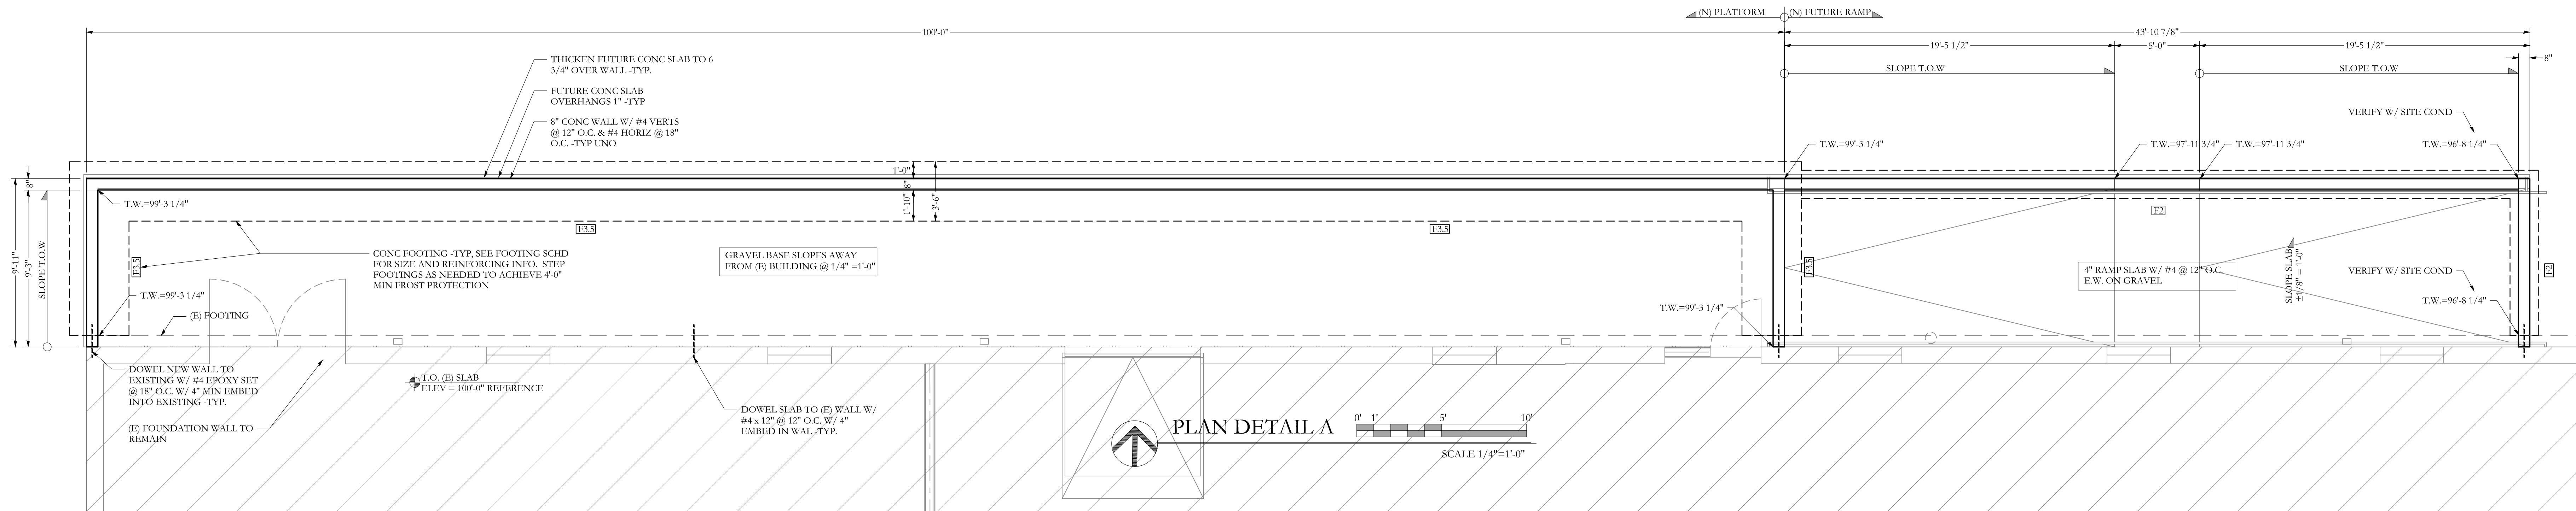 (N) PLATFORM
(N) FUTURE RAMP
100'-0"
43'-10 7/8"
19'-5 1/2"
5'-0"
19'-5 1/2"
8"
SLOPE T.O.W
SLOPE T.O.W
THICKEN FUTURE CONC SLAB TO 6
3/4" OVER WALL -TYP.
FUTURE CONC SLAB
OVERHANGS 1" -TYP
8" CONC WALL W/ #4 VERTS
@ 12" O.C. & #4 HORIZ @ 18"
O.C. -TYP UNO
VERIFY W/ SITE COND
T.W.=99'-3 1/4"
T.W.=97'-11 3/4"
T.W.=97'-11 3/4"
T.W.=96'-8 1/4"
1'-0"
8"
8"
1'-10"
3'-6"
9'-11"
9'-3"
SLOPE T.O.W
T.W.=99'-3 1/4"
F3.5
F3.5
F3.5
F2
CONC FOOTING -TYP, SEE FOOTING SCHD
FOR SIZE AND REINFORCING INFO.  STEP
FOOTINGS AS NEEDED TO ACHIEVE 4'-0"
MIN FROST PROTECTION
GRAVEL BASE SLOPES AWAY
FROM (E) BUILDING @ 1/4" =1'-0"
F3.5
4" RAMP SLAB W/ #4 @ 12" O.C.
E.W. ON GRAVEL
SLOPE SLAB
±1/8" = 1'-0"
VERIFY W/ SITE COND
F2
T.W.=99'-3 1/4"
T.W.=99'-3 1/4"
T.W.=96'-8 1/4"
(E) FOOTING
DOWEL NEW WALL TO
EXISTING W/ #4 EPOXY SET
@ 18" O.C. W/ 4" MIN EMBED
INTO EXISTING -TYP.
T.O. (E) SLAB
ELEV = 100'-0" REFERENCE
(E) FOUNDATION WALL TO
REMAIN
DOWEL SLAB TO (E) WALL W/
#4 x 12" @ 12" O.C. W/ 4"
EMBED IN WAL -TYP.
PLAN DETAIL A
0' 1' 5' 10'
SCALE 1/4"=1'-0"